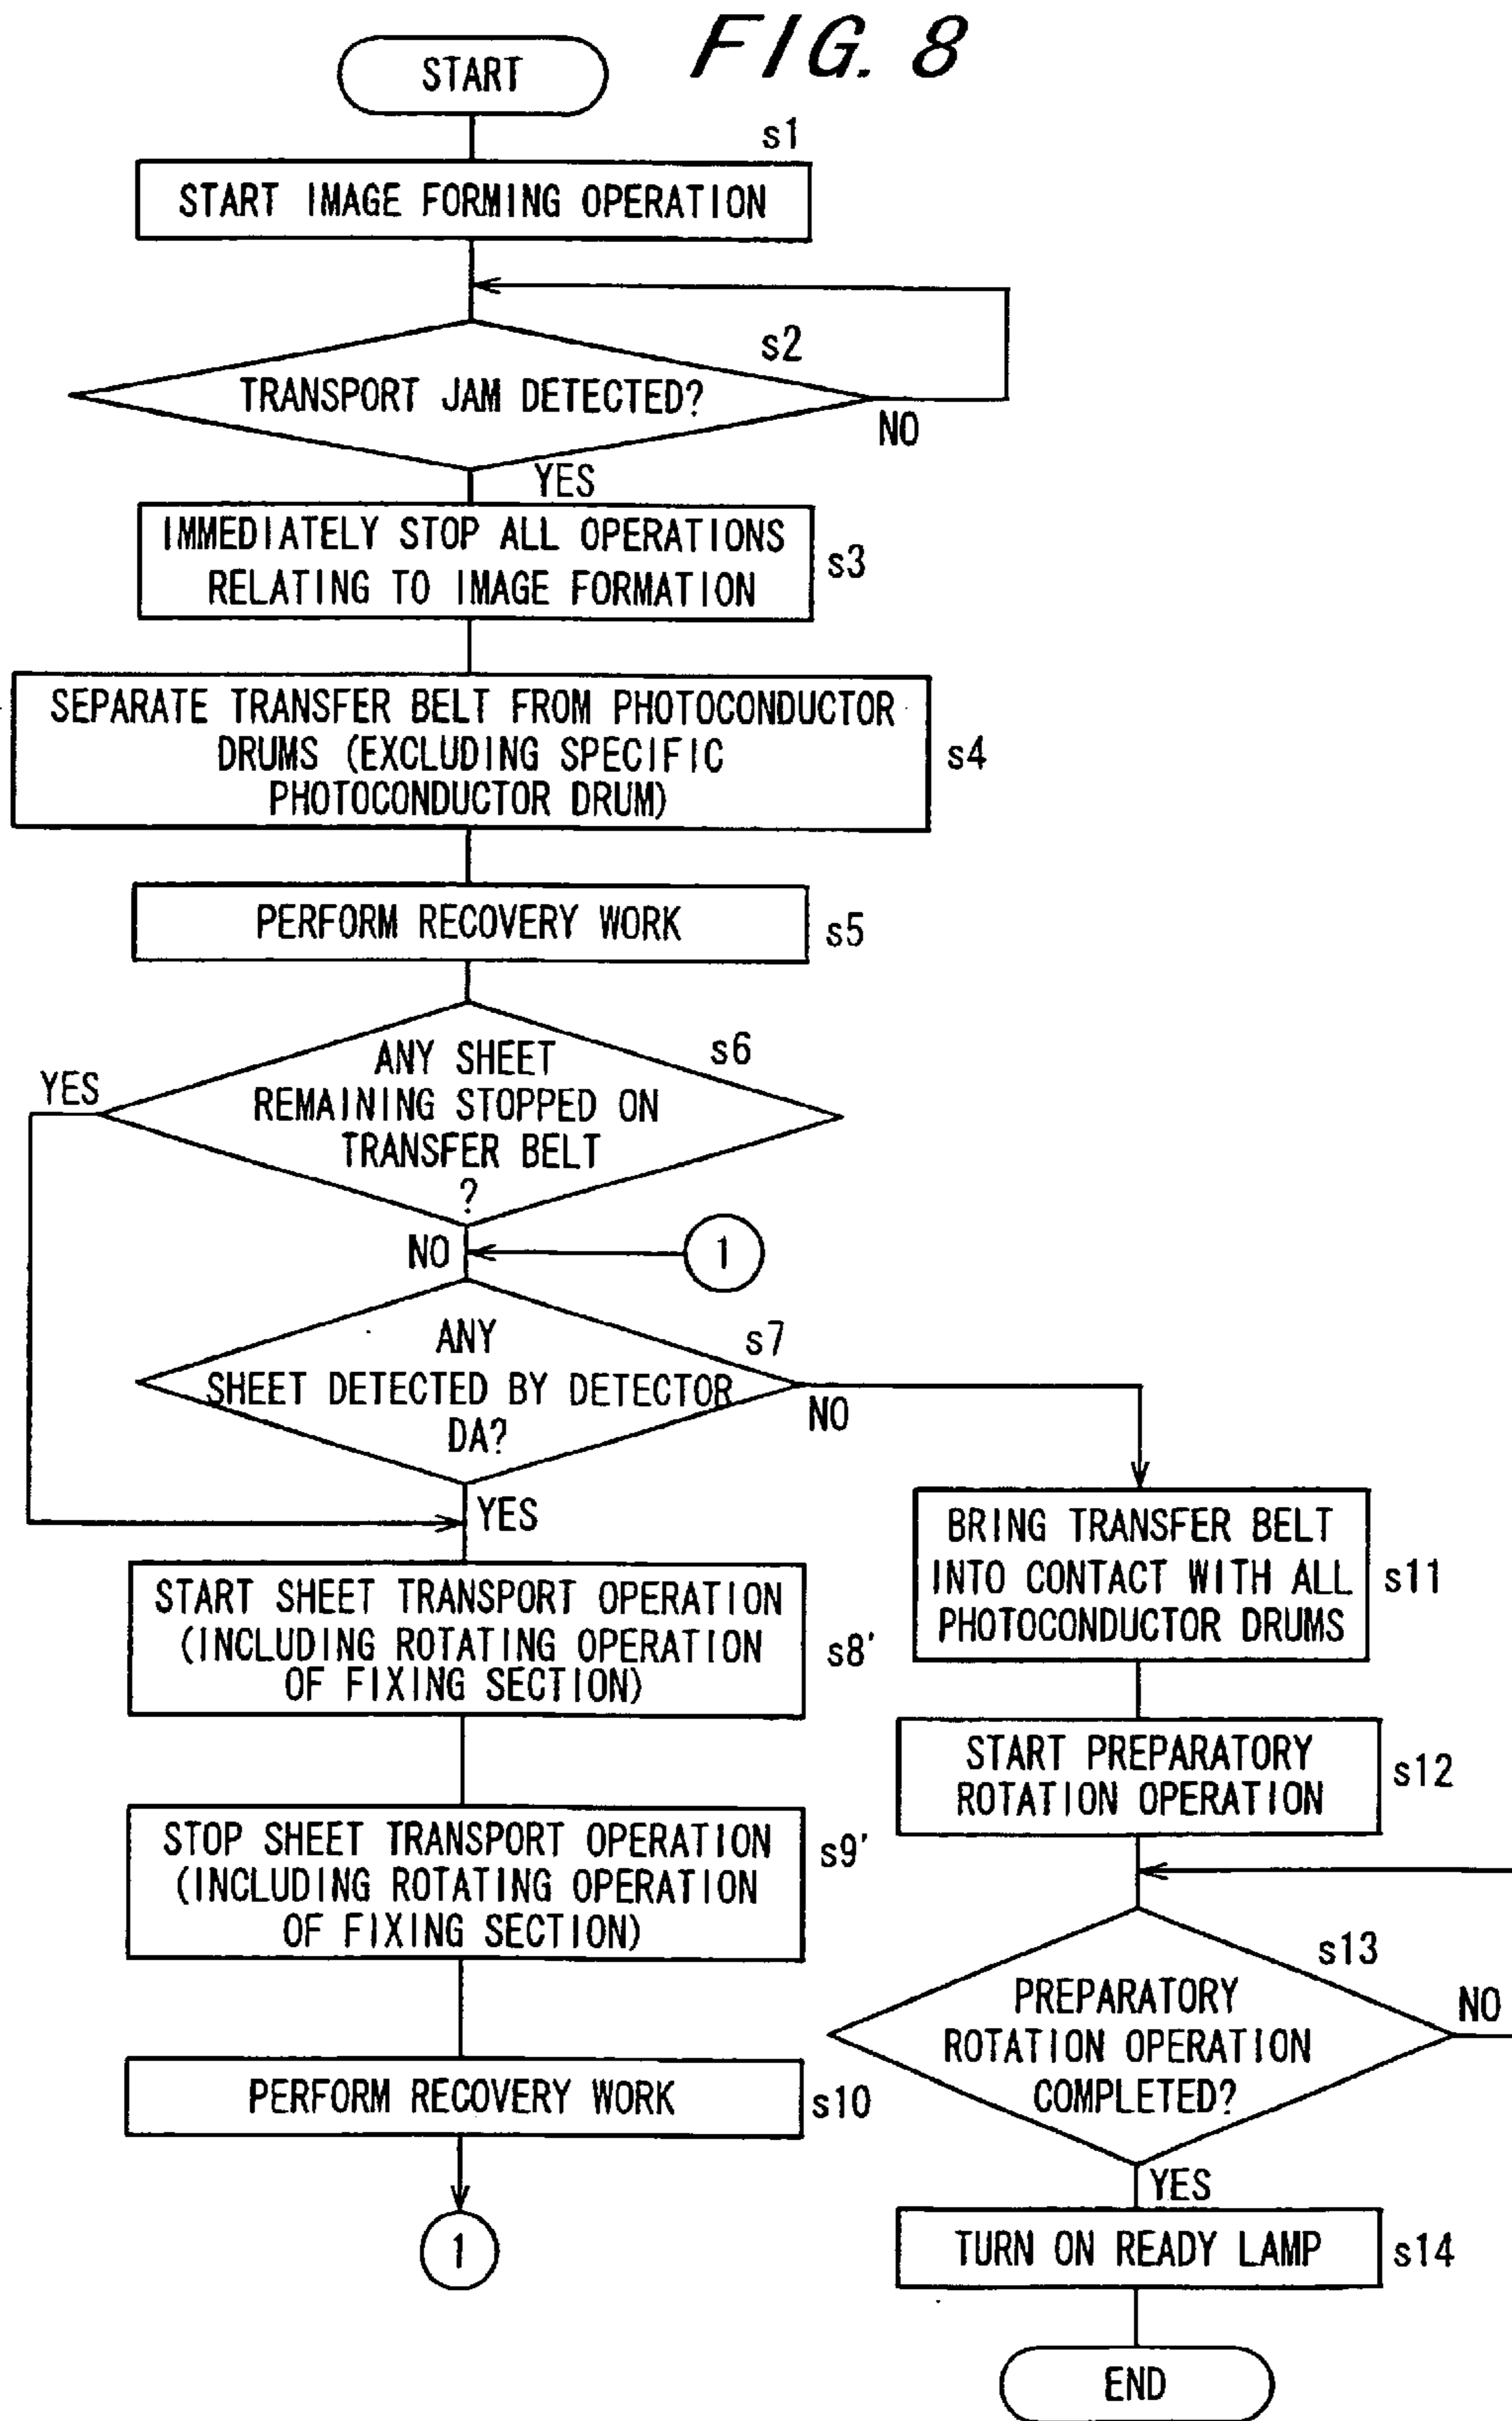 FIG. 8
START
s1
START IMAGE FORMING OPERATION
s2
TRANSPORT JAM DETECTED?
NO
YES
IMMEDIATELY STOP ALL OPERATIONS
RELATING TO IMAGE FORMATION
s3
SEPARATE TRANSFER BELT FROM PHOTOCONDUCTOR
DRUMS (EXCLUDING SPECIFIC
PHOTOCONDUCTOR DRUM)
s4
PERFORM RECOVERY WORK
s5
s6
ANY SHEET
REMAINING STOPPED ON
TRANSFER BELT
?
YES
NO
1
s7
ANY
SHEET DETECTED BY DETECTOR
DA?
NO
YES
START SHEET TRANSPORT OPERATION
(INCLUDING ROTATING OPERATION
OF FIXING SECTION)
s8'
STOP SHEET TRANSPORT OPERATION
(INCLUDING ROTATING OPERATION
OF FIXING SECTION)
s9'
PERFORM RECOVERY WORK
s10
1
BRING TRANSFER BELT
INTO CONTACT WITH ALL
PHOTOCONDUCTOR DRUMS
s11
START PREPARATORY
ROTATION OPERATION
s12
s13
PREPARATORY
ROTATION OPERATION
COMPLETED?
NO
YES
TURN ON READY LAMP
s14
END